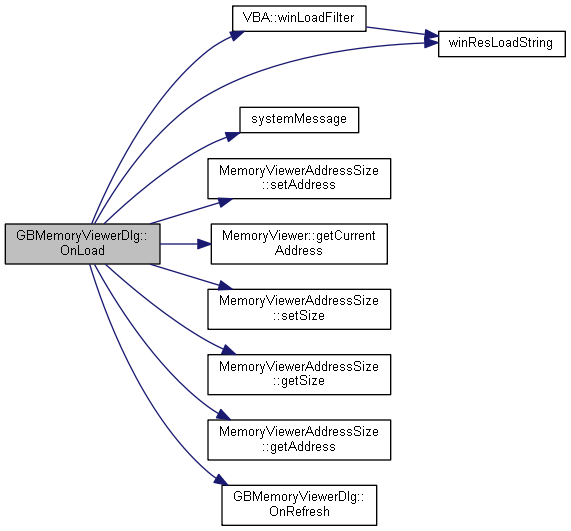 VBA::winLoadFilter
winResLoadString
systemMessage
MemoryViewerAddressSize
::setAddress
GBMemoryViewerDlg::
OnLoad
MemoryViewer::getCurrent
Address
MemoryViewerAddressSize
::setSize
MemoryViewerAddressSize
::getSize
MemoryViewerAddressSize
::getAddress
GBMemoryViewerDlg::
OnRefresh